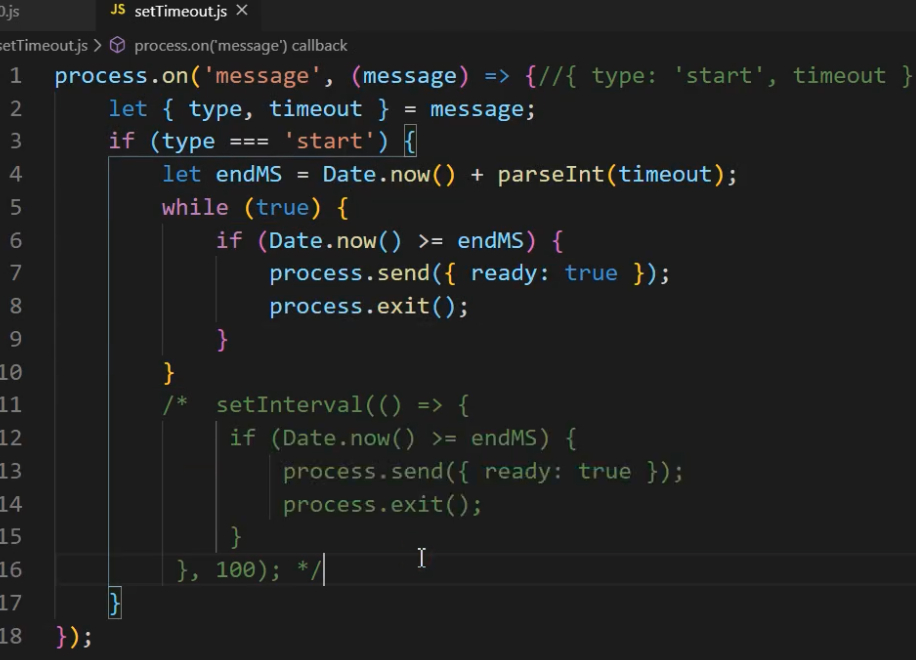 0.js JS setTimeout.js ×
setTimeout.js > process.on('message') callback
1 process.on('message', (message) => {//{ type: 'start', timeout }
2 let { type, timeout } = message;
3 if (type === 'start') {
4 let endMS = Date.now() + parseInt(timeout);
5 while (true) {
6 if (Date.now() >= endMS) {
7 process.send({ ready: true });
8 process.exit();
9 }
10 }
11 /* setInterval(() => {
12 if (Date.now() >= endMS) {
13 process.send({ ready: true });
14 process.exit();
15 }
16 }, 100); */
17 }
18 });